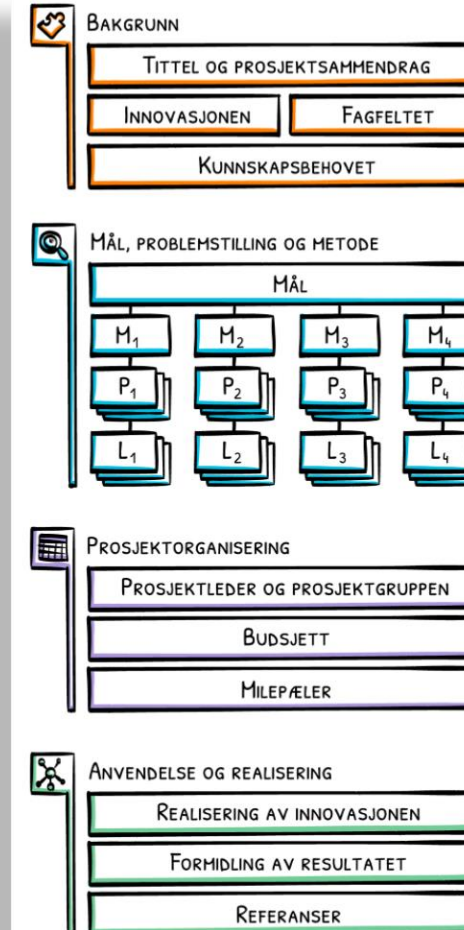 Bakgrunn
Tittel og prosjektsammendrag
Innovasjonen Fagfeltet
Kunnskapsbehovet
Mål, problemstilling og metode
Mål
M₁ M₂ M₃ M₄
P₁ P₂ P₃ P₄
L₁ L₂ L₃ L₄
Prosjektorganisering
Prosjektleder og prosjektgruppen
Budsjett
Milepæler
Anvendelse og realisering
Realisering av innovasjonen
Formidling av resultatet
Referanser